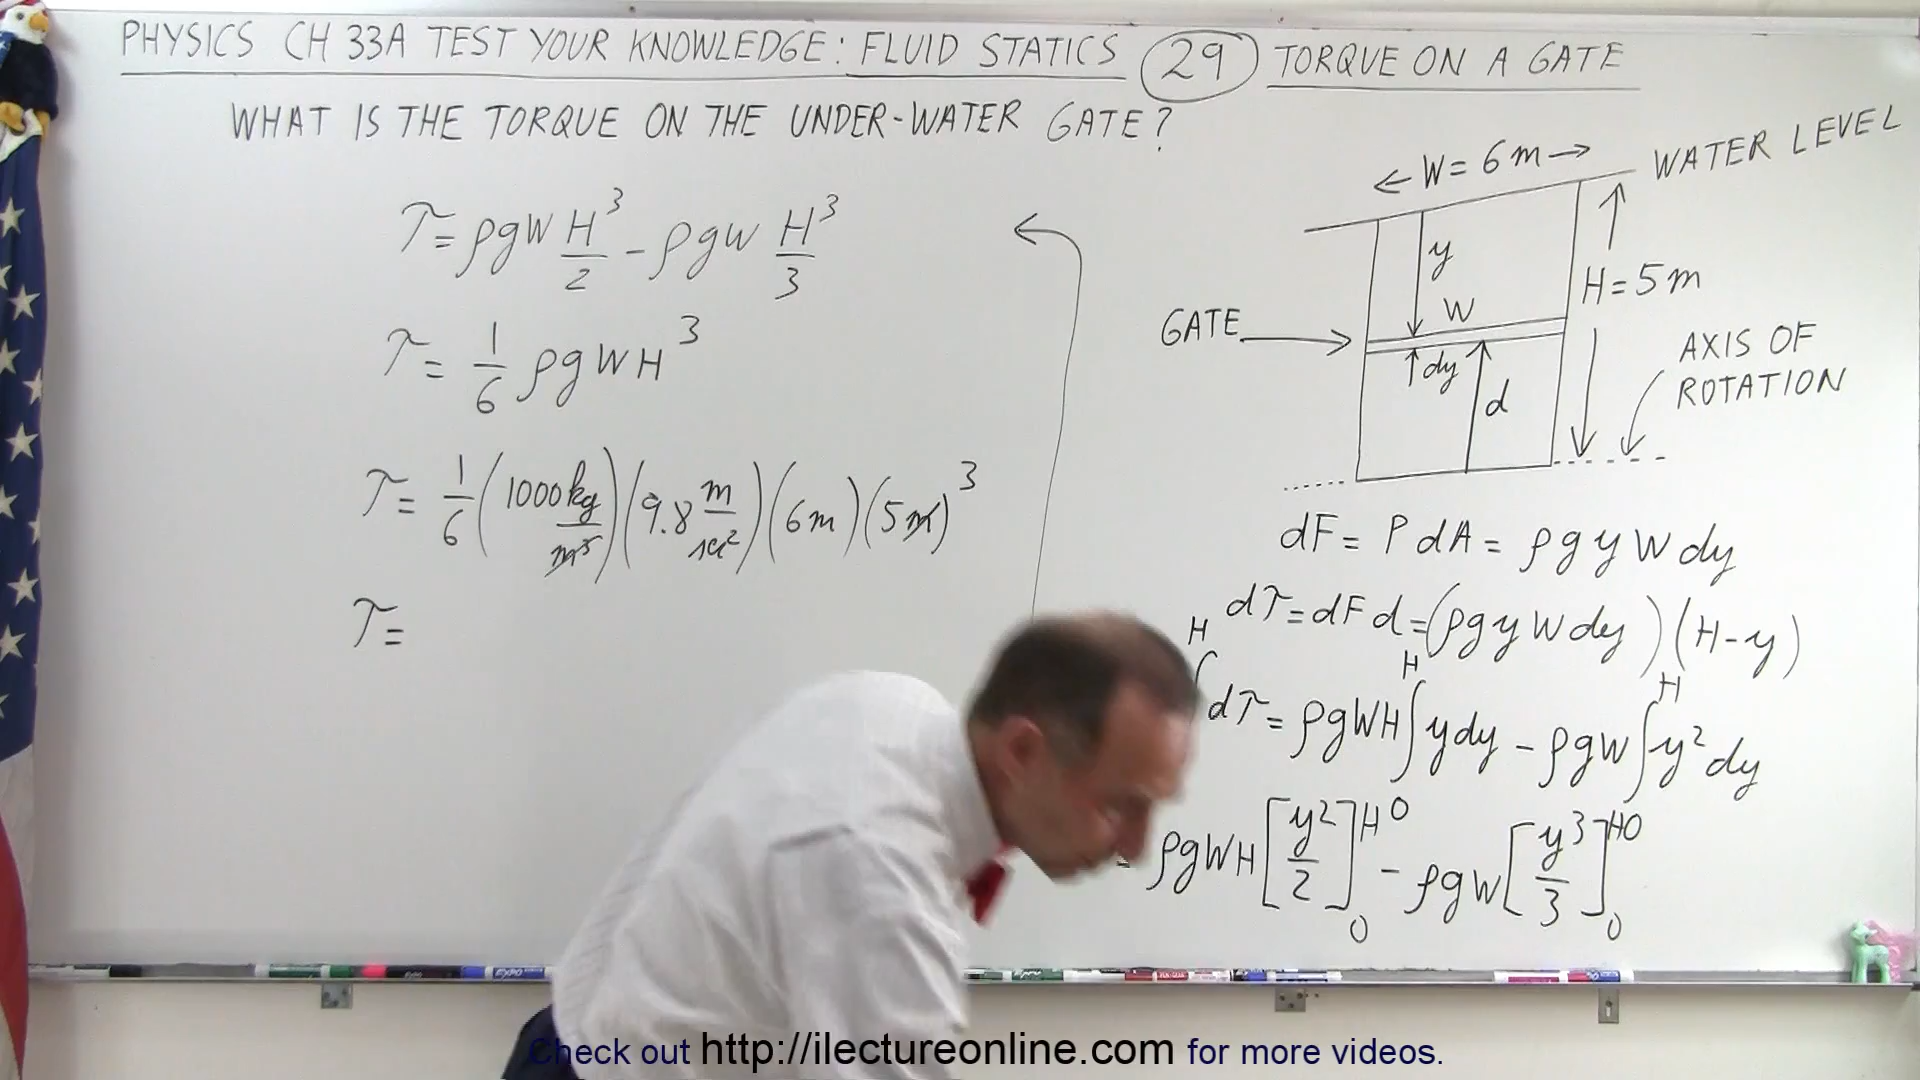 PHYSICS CH 33A TEST YOUR KNOWLEDGE: FLUID STATICS 29 TORQUE ON A GATE
WHAT IS THE TORQUE ON THE UNDER-WATER GATE?
τ = ρgW H³/2 - ρgW H³/3
τ = 1/6 ρgWH³
τ = 1/6 (1000 kg/m³)(9.8 m/sec²)(6m)(5m)³
τ =
← W = 6m →
WATER LEVEL
y
H = 5m
W
GATE
dy
d
AXIS OF
ROTATION
dF = P dA = ρ g y W dy
dτ = dF d = (ρ g y W dy)(H - y)
∫ᴴ dτ = ρgWH ∫ᴴ y dy - ρgW ∫ᴴ y² dy
= ρgWH [y²/2]₀ᴴ 0 - ρgW [y³/3]₀ᴴ 0
Check out http://ilectureonline.com for more videos.